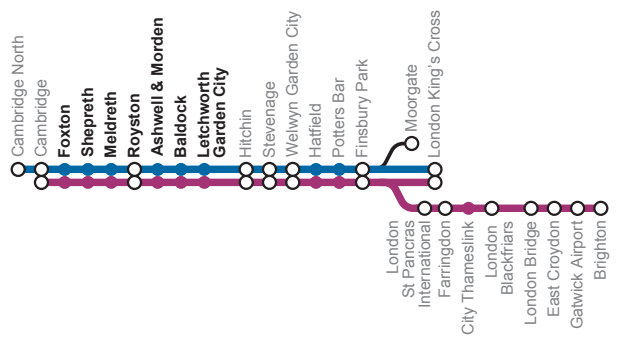 Cambridge North
Cambridge
Foxton
Shepreth
Meldreth
Royston
Ashwell & Morden
Baldock
Letchworth
Garden City
Hitchin
Stevenage
Welwyn Garden City
Hatfield
Potters Bar
Finsbury Park
Moorgate
London King's Cross
London
St Pancras
International
Farringdon
City Thameslink
London
Blackfriars
London Bridge
East Croydon
Gatwick Airport
Brighton